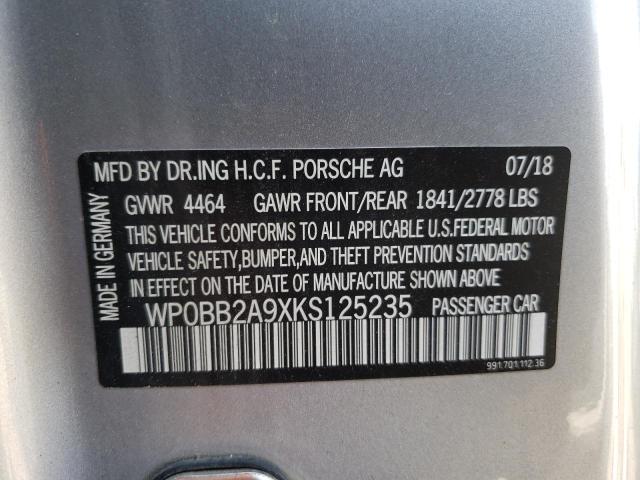 MADE IN GERMANY
MFD BY DR.ING H.C.F. PORSCHE AG 07/18
GVWR 4464 GAWR FRONT/REAR 1841/2778 LBS
THIS VEHICLE CONFORMS TO ALL APPLICABLE U.S.FEDERAL MOTOR
VEHICLE SAFETY,BUMPER,AND THEFT PREVENTION STANDARDS
IN EFFECT ON THE DATE OF MANUFACTURE SHOWN ABOVE
WP0BB2A9XKS125235 PASSENGER CAR
991.701.112.36